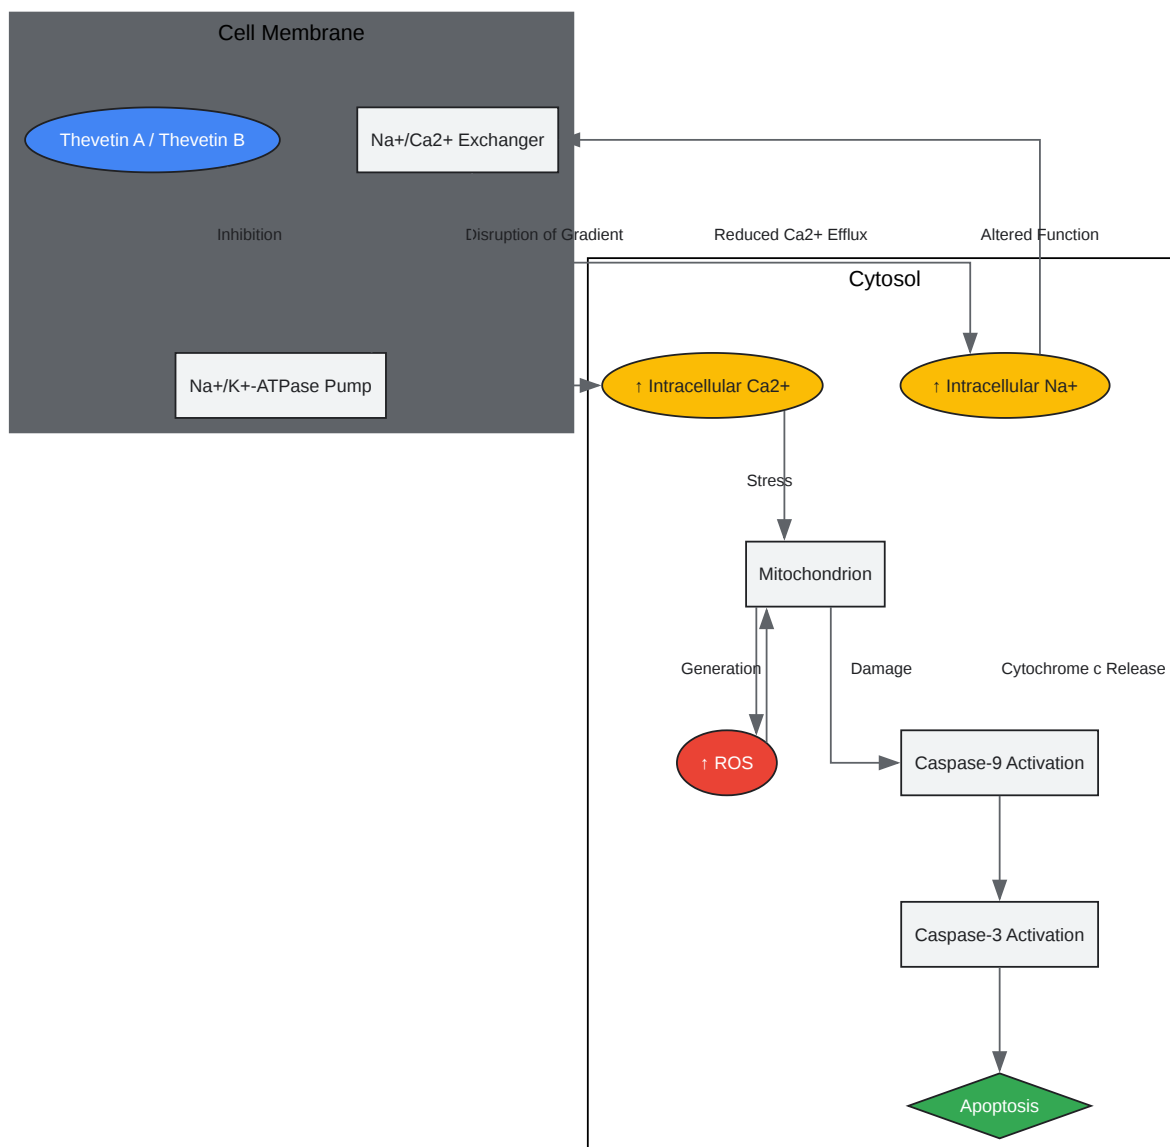 Cell Membrane
Thevetin A / Thevetin B
Na+/Ca2+ Exchanger
Inhibition
Disruption of Gradient
Reduced Ca2+ Efflux
Altered Function
Cytosol
Na+/K+-ATPase Pump
↑ Intracellular Ca2+
↑ Intracellular Na+
Stress
Mitochondrion
Generation
Damage
Cytochrome c Release
↑ ROS
Caspase-9 Activation
Caspase-3 Activation
Apoptosis